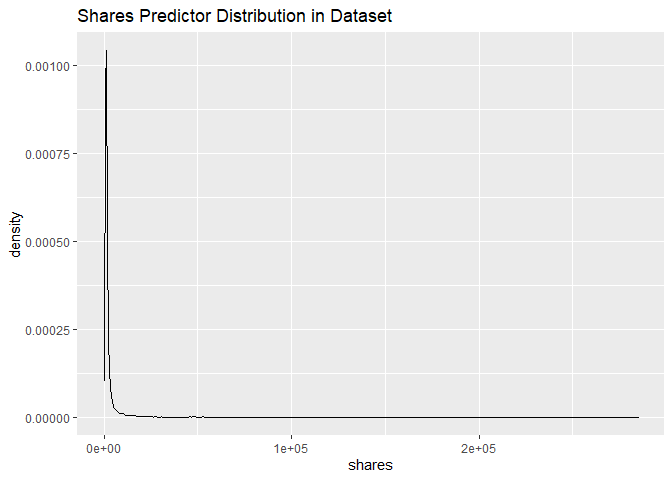 Shares Predictor Distribution in Dataset
0.00100
0.00075
0.00050
0.00025
0.00000
density
0e+00 1e+05 2e+05
shares